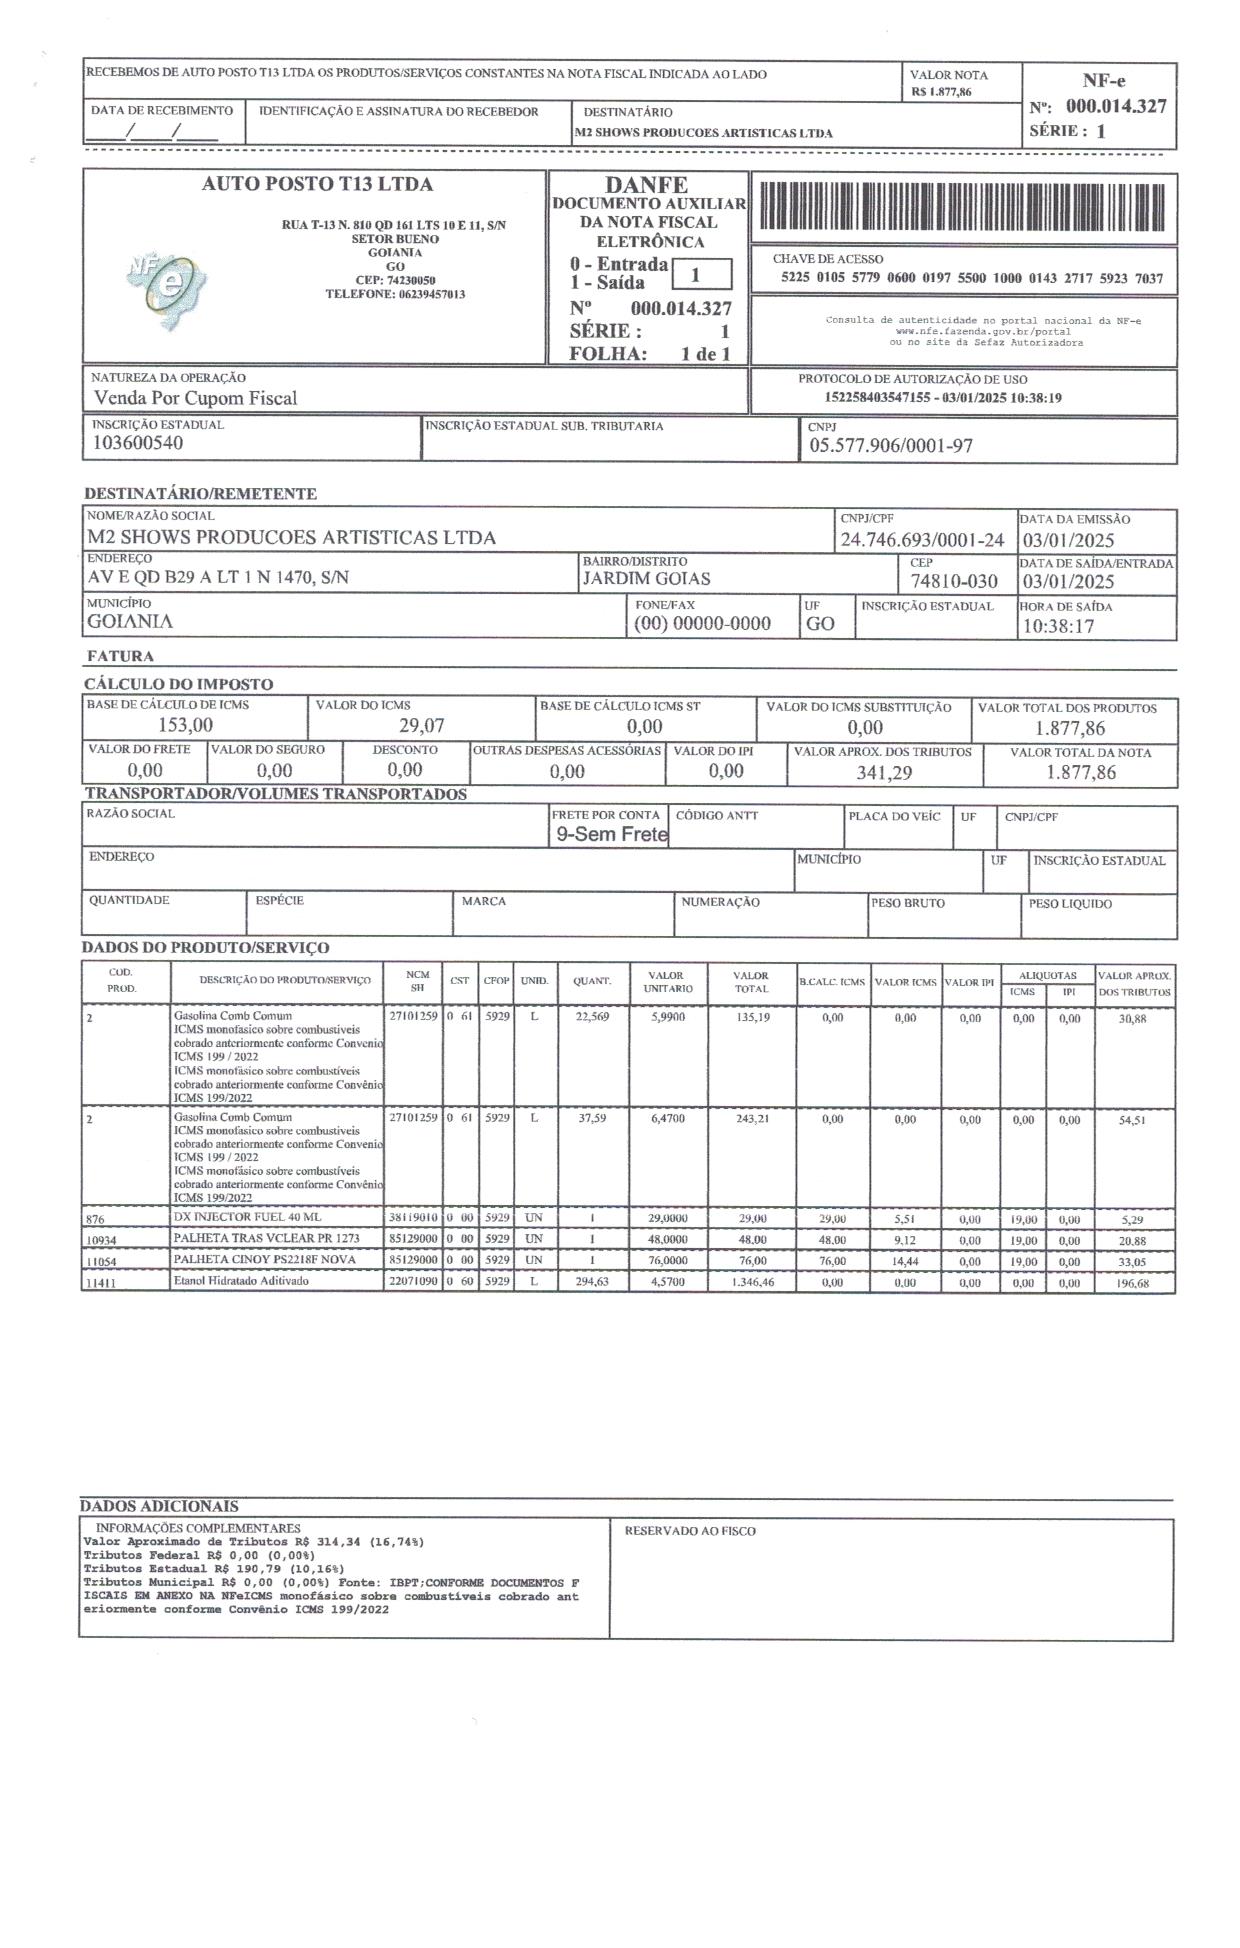 RECEBEMOS DE AUTO POSTO T13 LTDA OS PRODUTOS/SERVIÇOS CONSTANTES NA NOTA FISCAL INDICADA AO LADO
VALOR NOTA
R$ 1.877,86
NF-e
Nº: 000.014.327
SÉRIE : 1
DATA DE RECEBIMENTO
___/___/___
IDENTIFICAÇÃO E ASSINATURA DO RECEBEDOR
DESTINATÁRIO
M2 SHOWS PRODUCOES ARTISTICAS LTDA
AUTO POSTO T13 LTDA
RUA T-13 N. 810 QD 161 LTS 10 E 11, S/N
SETOR BUENO
GOIANIA
GO
CEP: 74230050
TELEFONE: 06239457013
NFe
DANFE
DOCUMENTO AUXILIAR
DA NOTA FISCAL
ELETRÔNICA
0 - Entrada
1 - Saída
1
Nº 000.014.327
SÉRIE : 1
FOLHA: 1 de 1
CHAVE DE ACESSO
5225 0105 5779 0600 0197 5500 1000 0143 2717 5923 7037
Consulta de autenticidade no portal nacional da NF-e
www.nfe.fazenda.gov.br/portal
ou no site da Sefaz Autorizadora
NATUREZA DA OPERAÇÃO
Venda Por Cupom Fiscal
PROTOCOLO DE AUTORIZAÇÃO DE USO
152258403547155 - 03/01/2025 10:38:19
INSCRIÇÃO ESTADUAL
103600540
INSCRIÇÃO ESTADUAL SUB. TRIBUTARIA
CNPJ
05.577.906/0001-97
DESTINATÁRIO/REMETENTE
NOME/RAZÃO SOCIAL
M2 SHOWS PRODUCOES ARTISTICAS LTDA
CNPJ/CPF
24.746.693/0001-24
DATA DA EMISSÃO
03/01/2025
ENDEREÇO
AV E QD B29 A LT 1 N 1470, S/N
BAIRRO/DISTRITO
JARDIM GOIAS
CEP
74810-030
DATA DE SAÍDA/ENTRADA
03/01/2025
MUNICÍPIO
GOIANIA
FONE/FAX
(00) 00000-0000
UF
GO
INSCRIÇÃO ESTADUAL
HORA DE SAÍDA
10:38:17
FATURA
CÁLCULO DO IMPOSTO
BASE DE CÁLCULO DE ICMS
153,00
VALOR DO ICMS
29,07
BASE DE CÁLCULO ICMS ST
0,00
VALOR DO ICMS SUBSTITUIÇÃO
0,00
VALOR TOTAL DOS PRODUTOS
1.877,86
VALOR DO FRETE
0,00
VALOR DO SEGURO
0,00
DESCONTO
0,00
OUTRAS DESPESAS ACESSÓRIAS
0,00
VALOR DO IPI
0,00
VALOR APROX. DOS TRIBUTOS
341,29
VALOR TOTAL DA NOTA
1.877,86
TRANSPORTADOR/VOLUMES TRANSPORTADOS
RAZÃO SOCIAL
FRETE POR CONTA
9-Sem Frete
CÓDIGO ANTT
PLACA DO VEÍC
UF
CNPJ/CPF
ENDEREÇO
MUNICÍPIO
UF
INSCRIÇÃO ESTADUAL
QUANTIDADE
ESPÉCIE
MARCA
NUMERAÇÃO
PESO BRUTO
PESO LIQUIDO
DADOS DO PRODUTO/SERVIÇO
COD. PROD. DESCRIÇÃO DO PRODUTO/SERVIÇO NCM SH CST CFOP UNID. QUANT. VALOR UNITARIO VALOR TOTAL B.CALC. ICMS VALOR ICMS VALOR IPI ALIQUOTAS ICMS IPI VALOR APROX. DOS TRIBUTOS
2 Gasolina Comb Comum 27101259 0 61 5929 L 22,569 5,9900 135,19 0,00 0,00 0,00 0,00 0,00 30,88
ICMS monofasico sobre combustiveis
cobrado anteriormente conforme Convenio
ICMS 199 / 2022
ICMS monofásico sobre combustíveis
cobrado anteriormente conforme Convênio
ICMS 199/2022
2 Gasolina Comb Comum 27101259 0 61 5929 L 37,59 6,4700 243,21 0,00 0,00 0,00 0,00 0,00 54,51
ICMS monofasico sobre combustiveis
cobrado anteriormente conforme Convenio
ICMS 199 / 2022
ICMS monofásico sobre combustíveis
cobrado anteriormente conforme Convênio
ICMS 199/2022
876 DX INJECTOR FUEL 40 ML 38119010 0 00 5929 UN 1 29,0000 29,00 29,00 5,51 0,00 19,00 0,00 5,29
10934 PALHETA TRAS VCLEAR PR 1273 85129000 0 00 5929 UN 1 48,0000 48,00 48,00 9,12 0,00 19,00 0,00 20,88
11054 PALHETA CINOY PS2218F NOVA 85129000 0 00 5929 UN 1 76,0000 76,00 76,00 14,44 0,00 19,00 0,00 33,05
11411 Etanol Hidratado Aditivado 22071090 0 60 5929 L 294,63 4,5700 1.346,46 0,00 0,00 0,00 0,00 0,00 196,68
DADOS ADICIONAIS
INFORMAÇÕES COMPLEMENTARES
Valor Aproximado de Tributos R$ 314,34 (16,74%)
Tributos Federal R$ 0,00 (0,00%)
Tributos Estadual R$ 190,79 (10,16%)
Tributos Municipal R$ 0,00 (0,00%) Fonte: IBPT;CONFORME DOCUMENTOS F
ISCAIS EM ANEXO NA NFeICMS monofásico sobre combustíveis cobrado ant
eriormente conforme Convênio ICMS 199/2022
RESERVADO AO FISCO